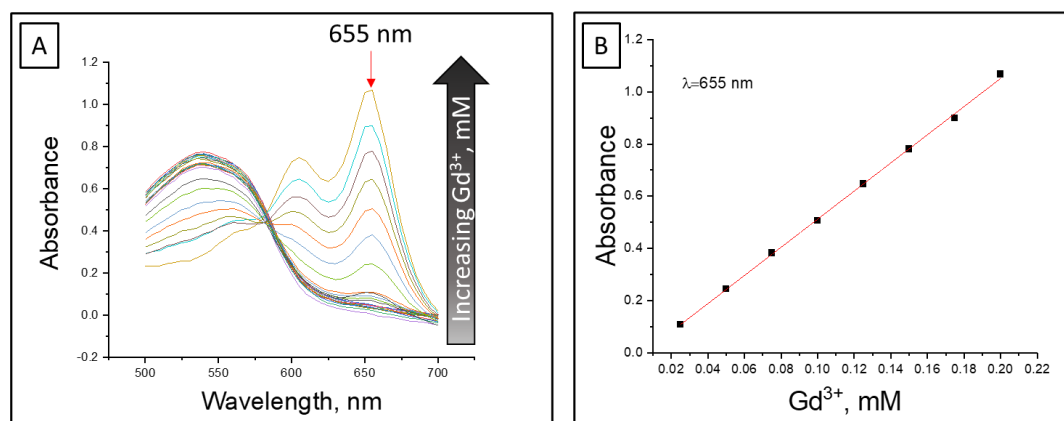 A
655 nm
1.2
1.0
0.8
0.6
0.4
0.2
0.0
-0.2
Absorbance
500
550
600
650
700
Wavelength, nm
Increasing Gd³⁺, mM
B
λ=655 nm
1.2
1.0
0.8
0.6
0.4
0.2
0.0
Absorbance
0.02 0.04 0.06 0.08 0.10 0.12 0.14 0.16 0.18 0.20 0.22
Gd³⁺, mM